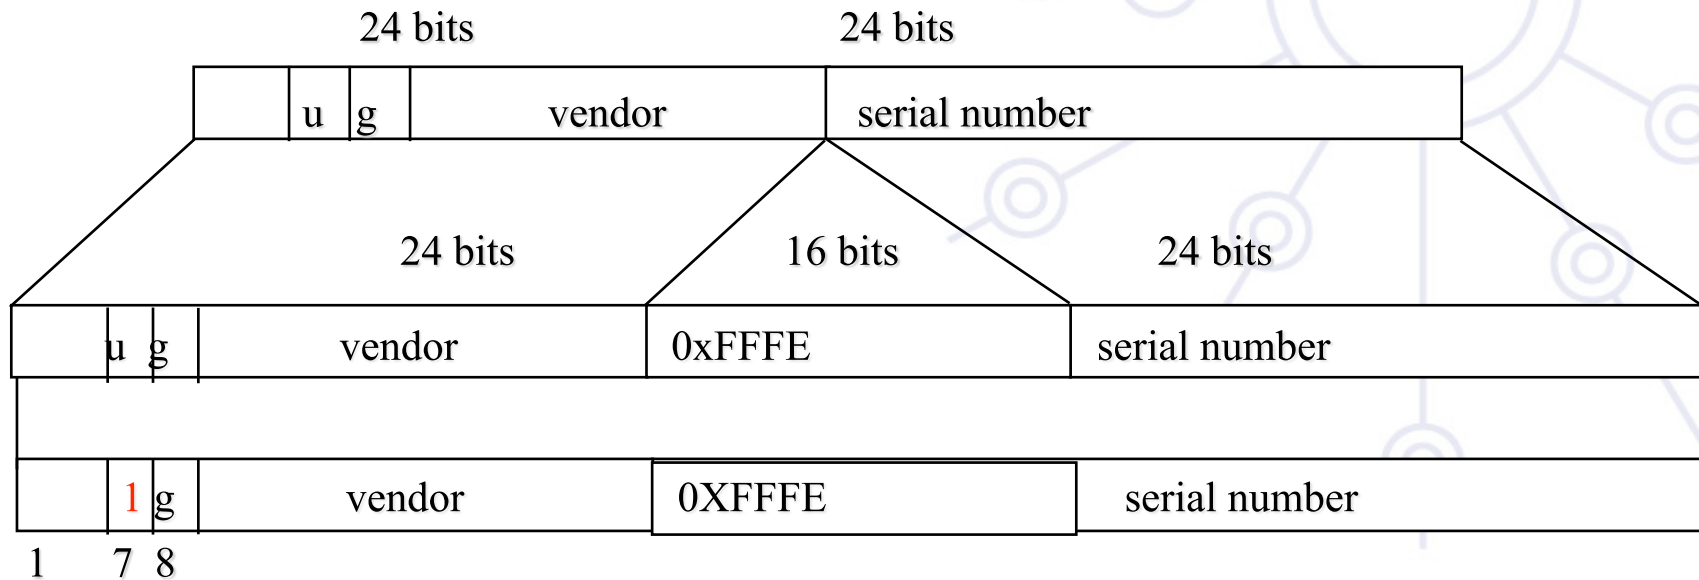 24 bits 24 bits
u g vendor serial number
24 bits 16 bits 24 bits
u g vendor 0xFFFE serial number
1 g vendor 0XFFFE serial number
1 7 8